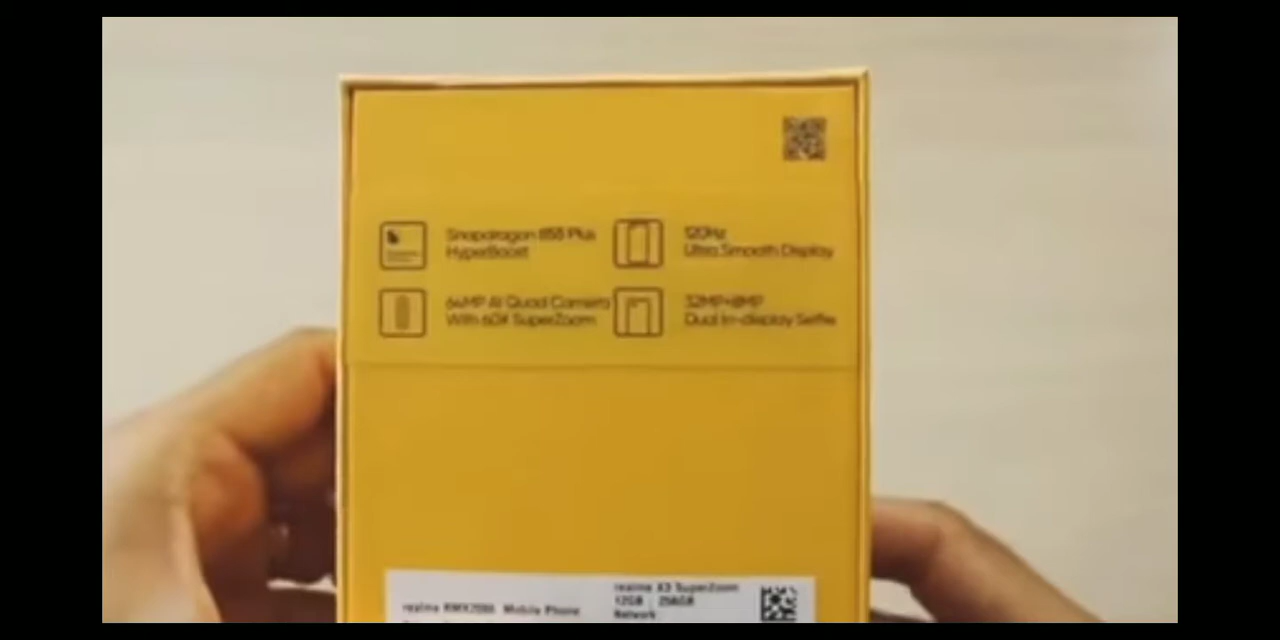 Snapdragon 855 Plus
HyperBoost
120Hz
Ultra Smooth Display
64MP AI Quad Camera
With 60X SuperZoom
32MP+8MP
Dual In-display Selfie
realme X3 SuperZoom
12GB 256GB
Network
realme Mobile Phone